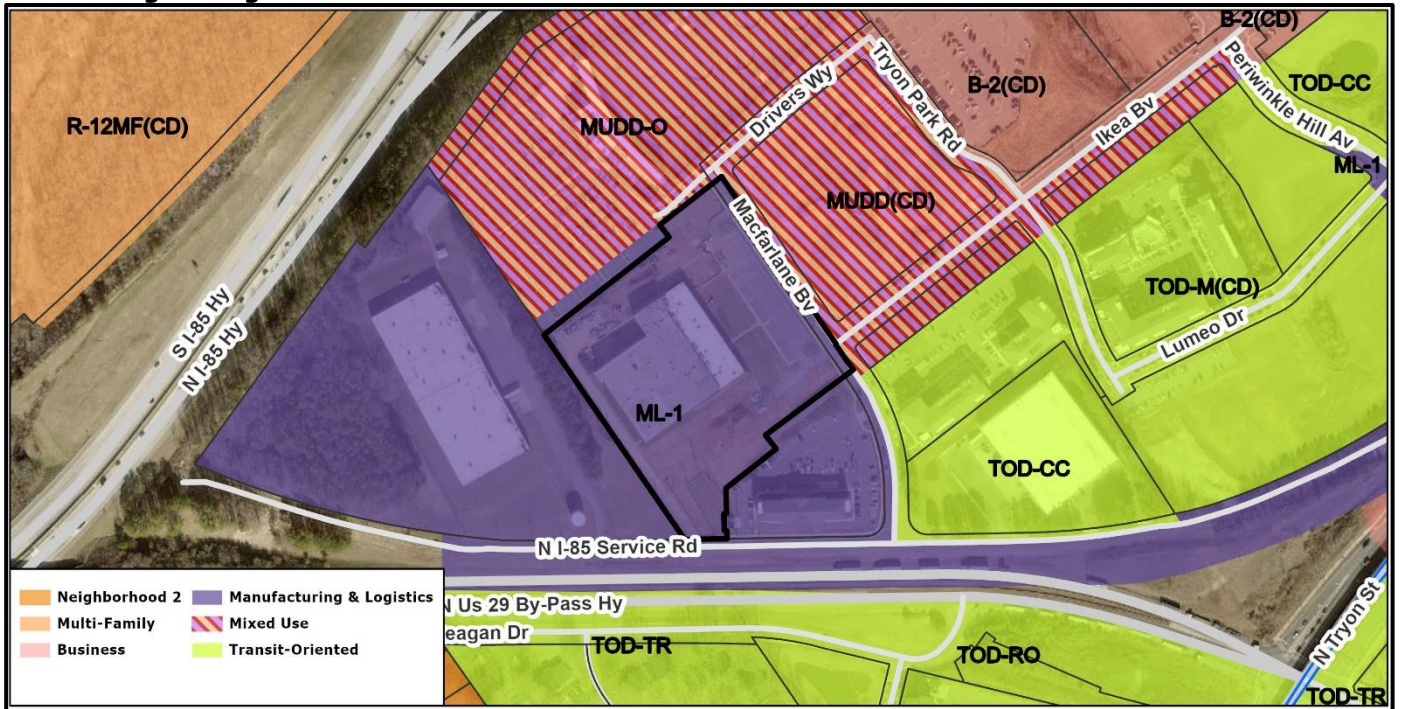 B-2(CD)
Periwinkle Hill Av
TOD-CC
Tryon Park Rd
Drivers Wy
B-2(CD)
Ikea Bv
R-12MF(CD)
MUDD-O
ML-1
Macfarlane Bv
MUDD(CD)
TOD-M(CD)
Lumeo Dr
S I-85 Hy
N I-85 Hy
ML-1
TOD-CC
N I-85 Service Rd
Neighborhood 2
Manufacturing & Logistics
Multi-Family
Mixed Use
Business
Transit-Oriented
N Us 29 By-Pass Hy
eagan Dr
TOD-TR
TOD-RO
N Tryon St
TOD-TR